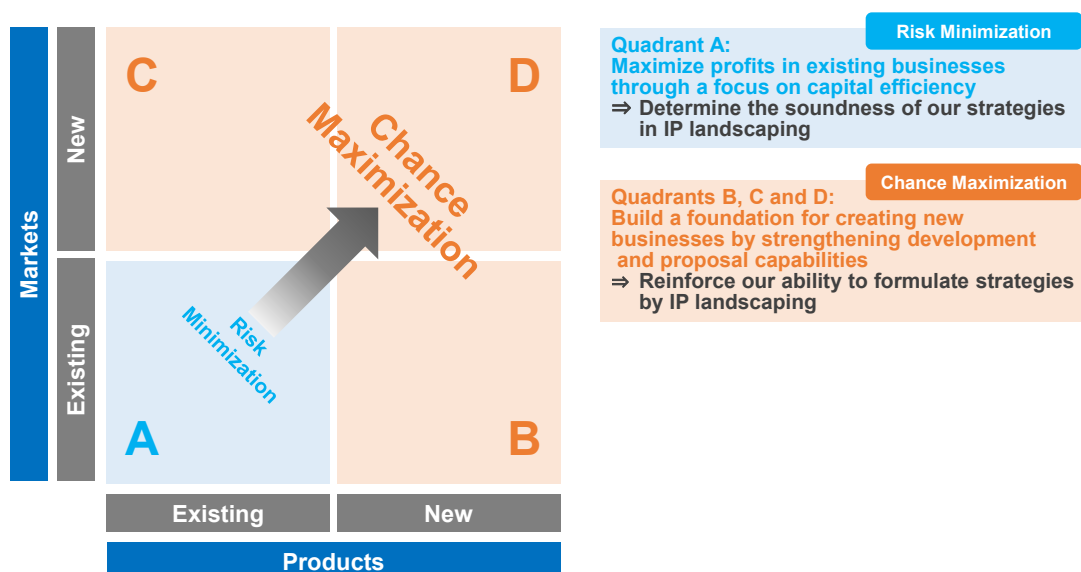 Markets
New
Existing
C
D
A
B
Chance
Maximization
Risk
Minimization
Existing
New
Products
Risk Minimization
Quadrant A:
Maximize profits in existing businesses
through a focus on capital efficiency
⇒ Determine the soundness of our strategies
in IP landscaping
Chance Maximization
Quadrants B, C and D:
Build a foundation for creating new
businesses by strengthening development
and proposal capabilities
⇒ Reinforce our ability to formulate strategies
by IP landscaping